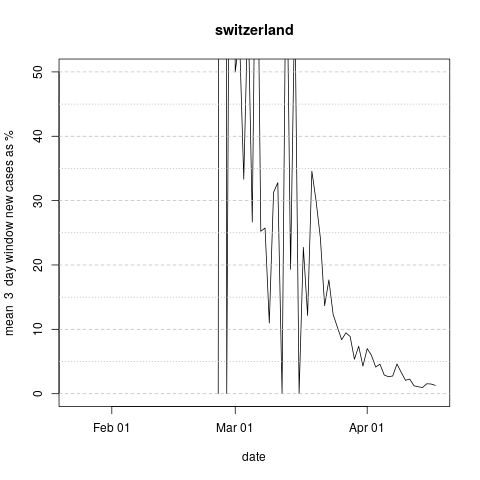 switzerland
mean  3  day window new cases as %
50
40
30
20
10
0
Feb 01
Mar 01
Apr 01
date